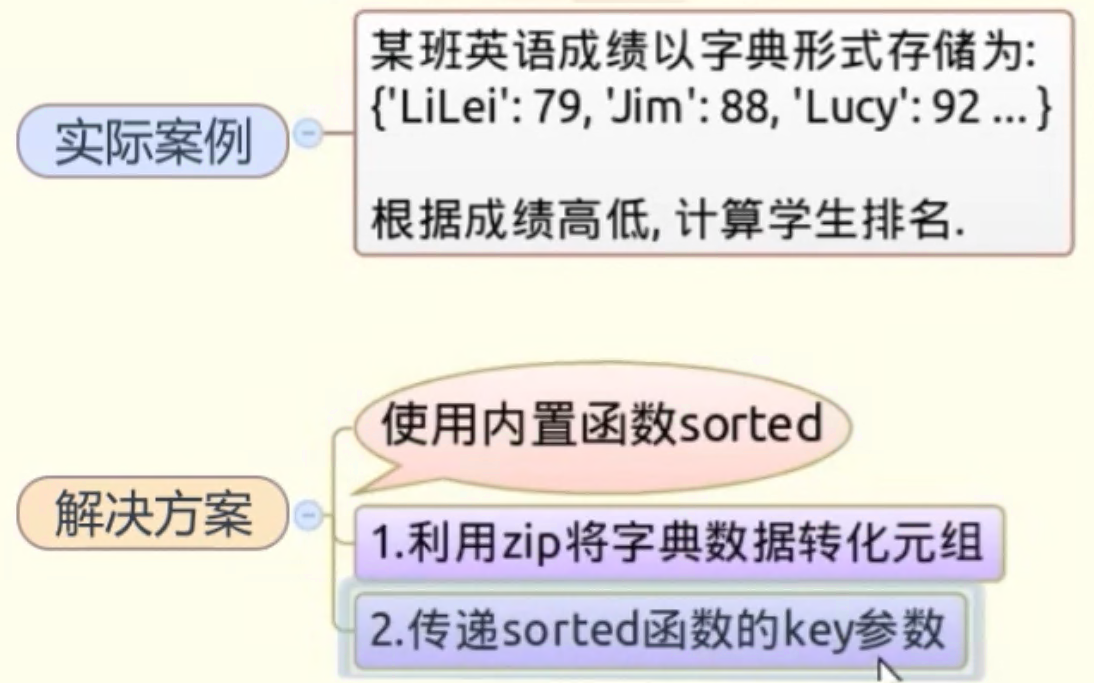 实际案例
某班英语成绩以字典形式存储为:
{'LiLei': 79, 'Jim': 88, 'Lucy': 92 ... }
根据成绩高低, 计算学生排名.
解决方案
使用内置函数sorted
1.利用zip将字典数据转化元组
2.传递sorted函数的key参数